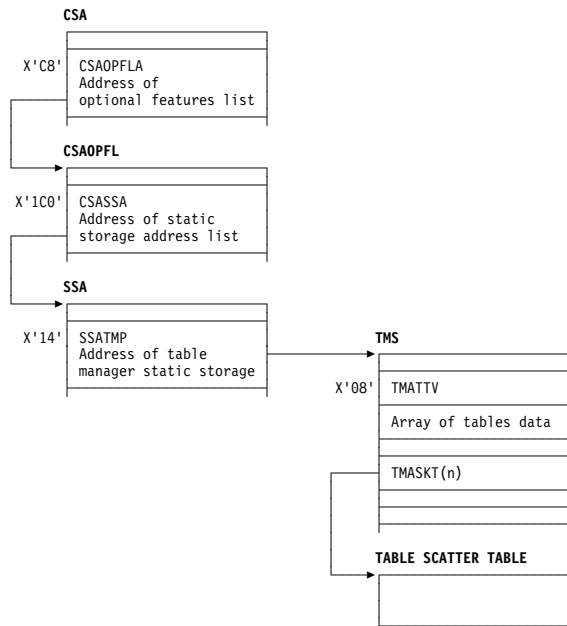 CSA
X'C8' CSAOPFLA
Address of
optional features list
CSAOPFL
X'1C0' CSASSA
Address of static
storage address list
SSA
X'14' SSATMP
Address of table
manager static storage
TMS
X'08' TMATTV
Array of tables data
TMASKT(n)
TABLE SCATTER TABLE